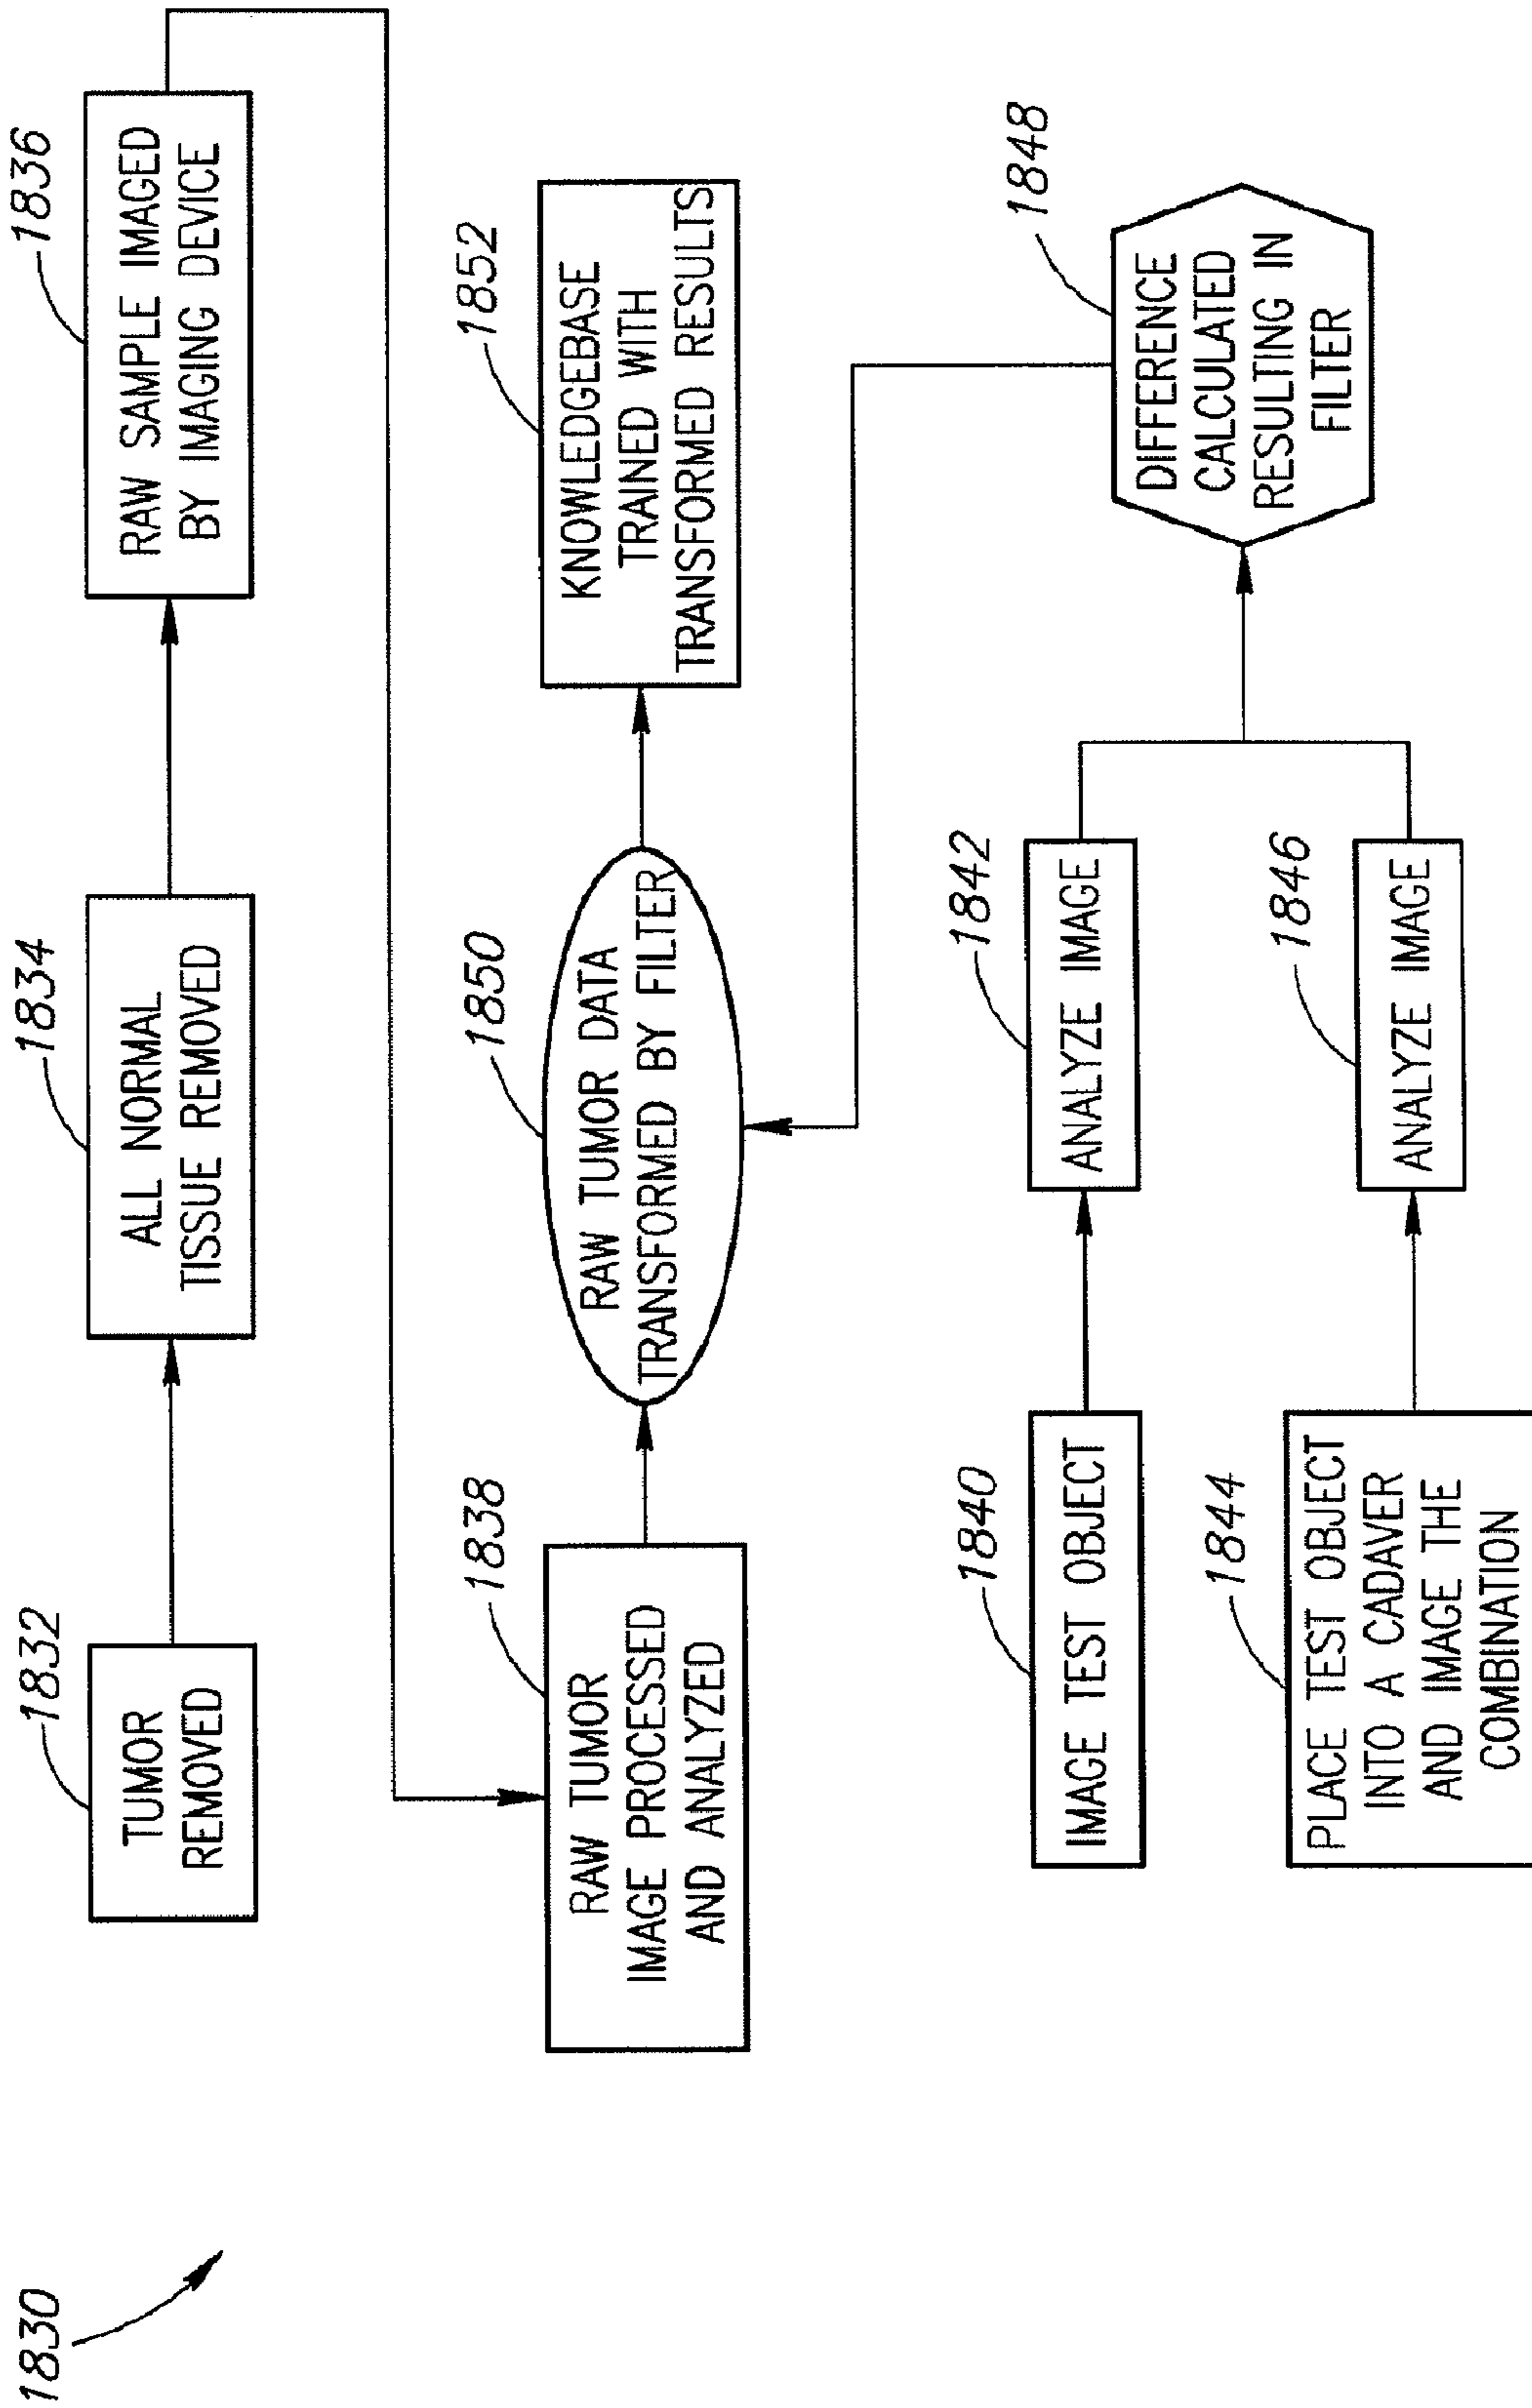 1830
1832
TUMOR
REMOVED
1834
ALL NORMAL
TISSUE REMOVED
1836
RAW SAMPLE IMAGED
BY IMAGING DEVICE
1838
RAW TUMOR
IMAGE PROCESSED
AND ANALYZED
1850
RAW TUMOR DATA
TRANSFORMED BY FILTER
1852
KNOWLEDGEBASE
TRAINED WITH
TRANSFORMED RESULTS
1840
IMAGE TEST OBJECT
1842
ANALYZE IMAGE
1844
PLACE TEST OBJECT
INTO A CADAVER
AND IMAGE THE
COMBINATION
1846
ANALYZE IMAGE
1848
DIFFERENCE
CALCULATED
RESULTING IN
FILTER